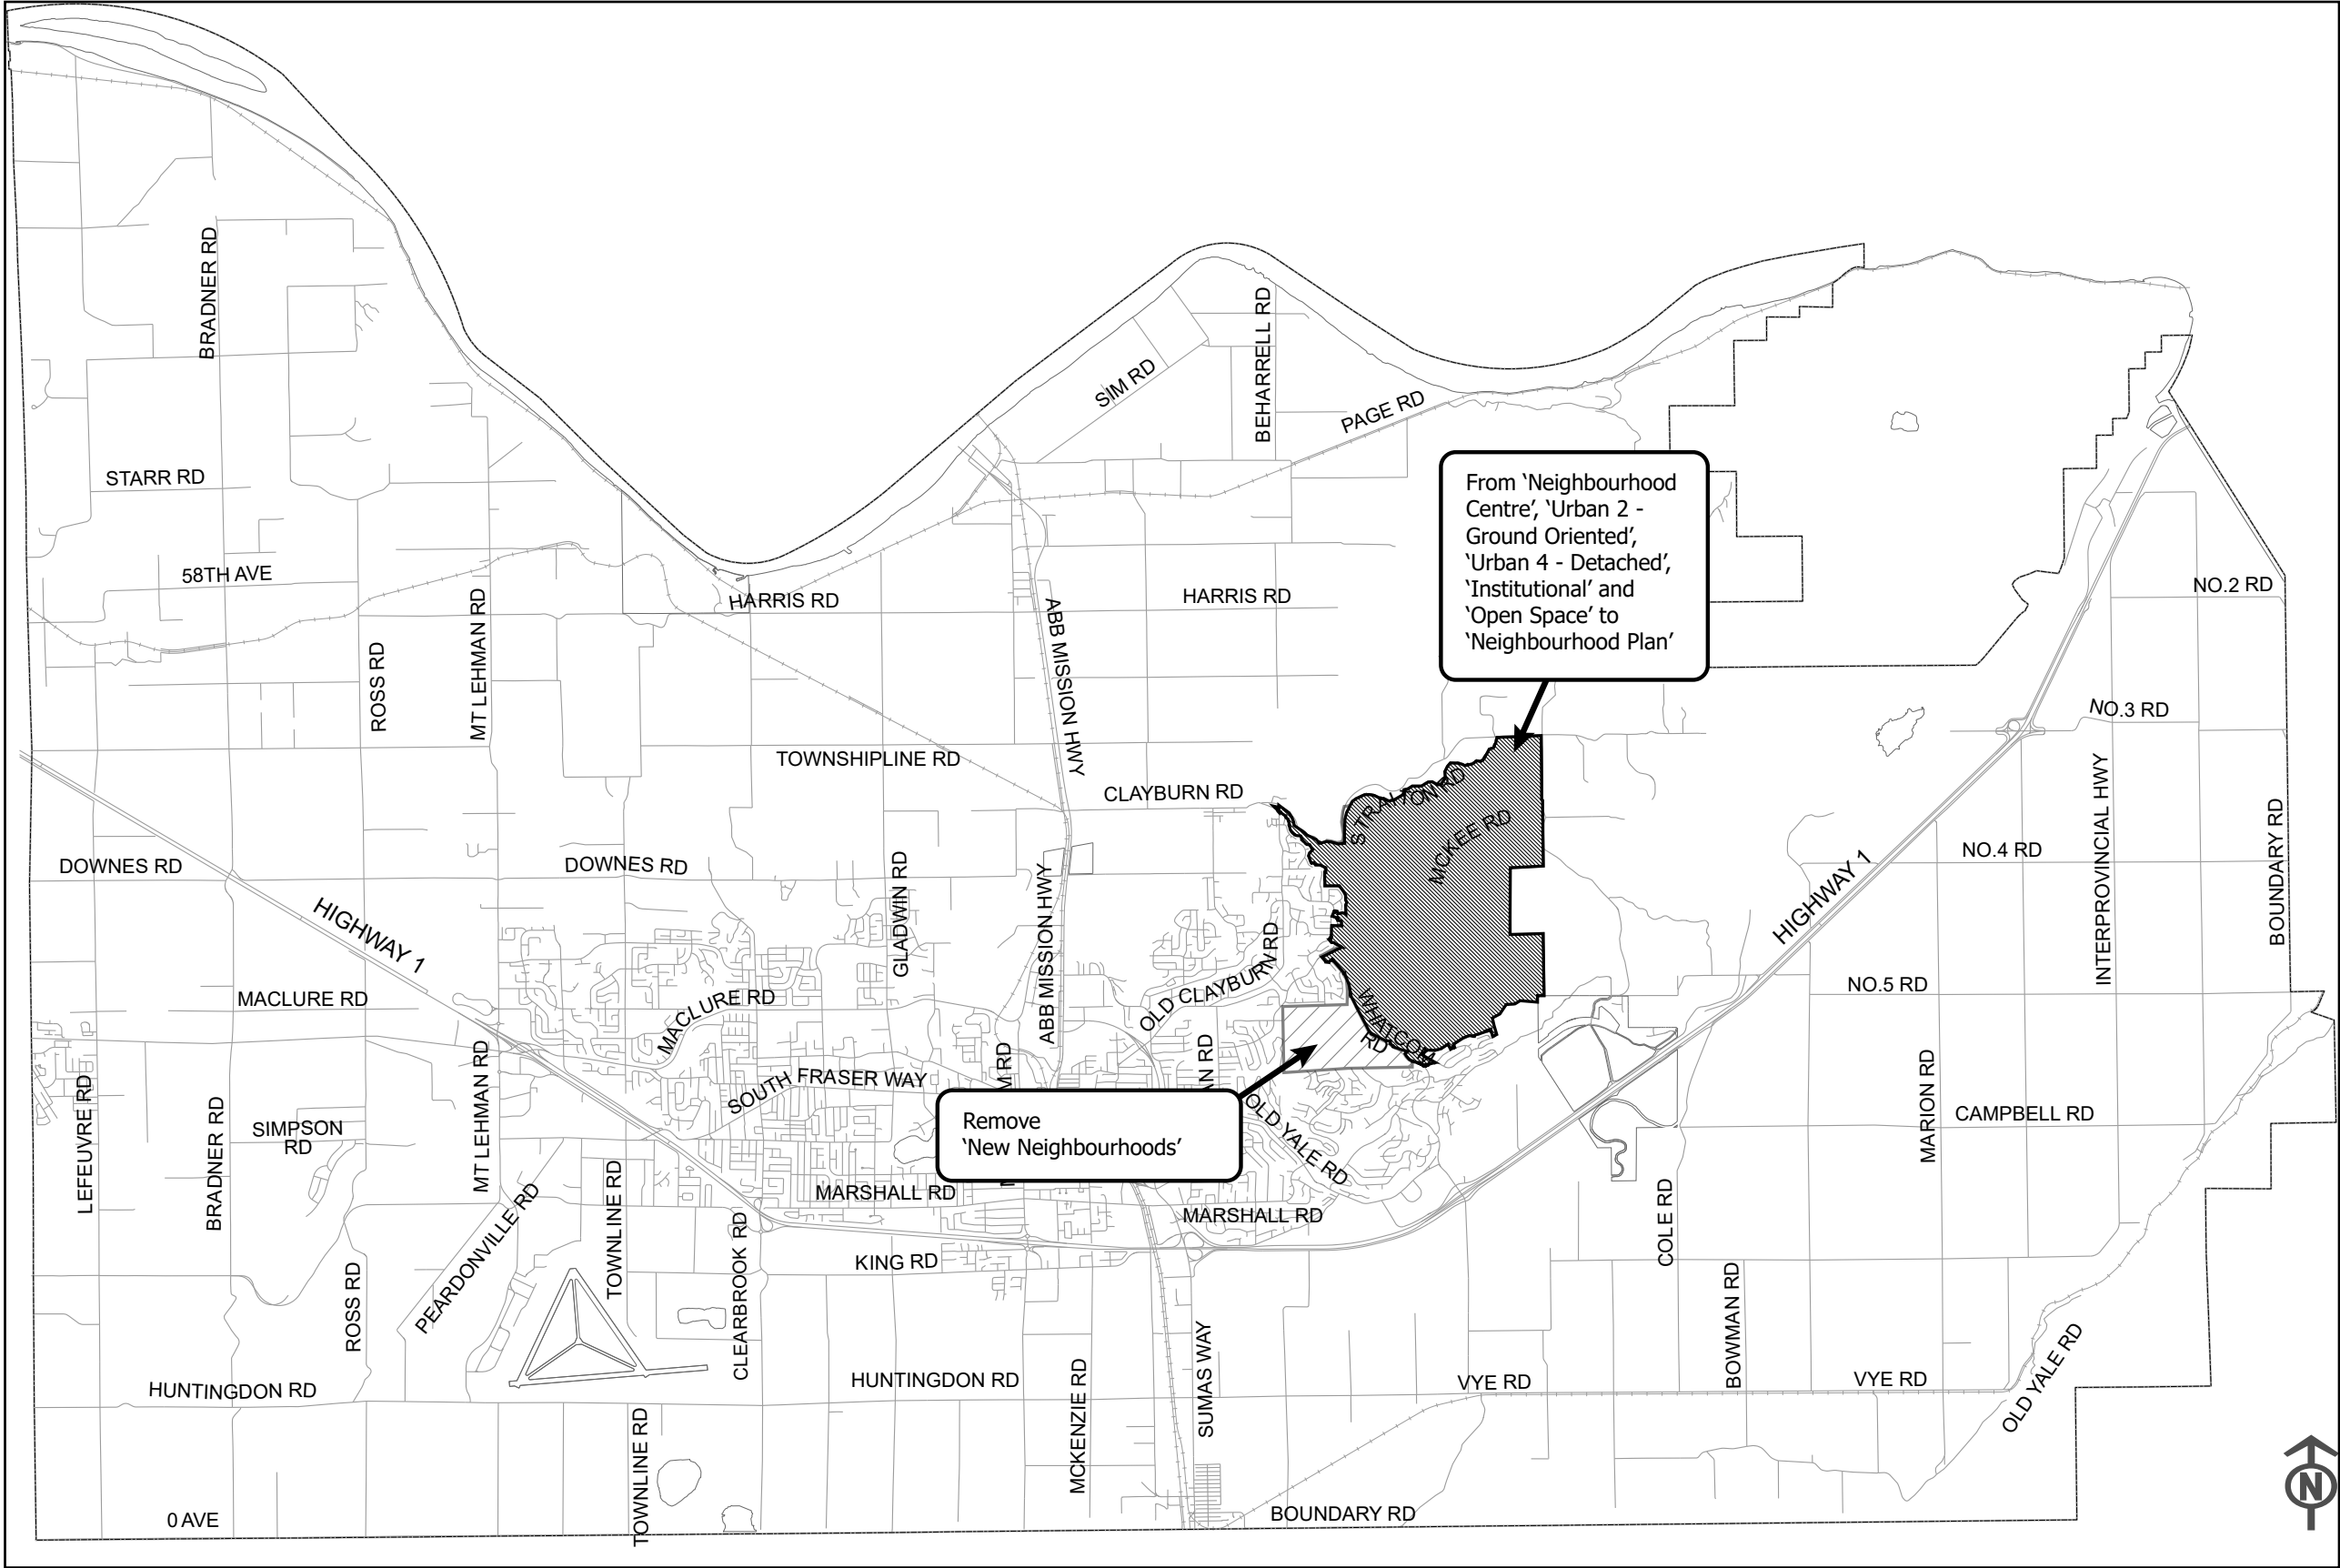 BRADNER RD
BEHARRELL RD
SIM RD
PAGE RD
STARR RD
From ‘Neighbourhood
Centre’, ‘Urban 2 -
Ground Oriented’,
‘Urban 4 - Detached’,
‘Institutional’ and
‘Open Space’ to
‘Neighbourhood Plan’
58TH AVE
HARRIS RD
HARRIS RD
NO.2 RD
MT LEHMAN RD
ROSS RD
ABB MISSION HWY
NO.3 RD
TOWNSHIPLINE RD
CLAYBURN RD
STRAITON RD
MCKEE RD
INTERPROVINCIAL HWY
BOUNDARY RD
DOWNES RD
DOWNES RD
NO.4 RD
GLADWIN RD
ABB MISSION HWY
HIGHWAY 1
HIGHWAY 1
OLD CLAYBURN RD
NO.5 RD
MACLURE RD
MACLURE RD
WHATCOM
RD
MT LEHMAN RD
M RD
AN RD
SOUTH FRASER WAY
LEFEUVRE RD
BRADNER RD
SIMPSON
RD
Remove
‘New Neighbourhoods’
OLD YALE RD
MARION RD
CAMPBELL RD
TOWNLINE RD
MARSHALL RD
MARSHALL RD
PEARDONVILLE RD
CLEARBROOK RD
KING RD
COLE RD
ROSS RD
BOWMAN RD
OLD YALE RD
HUNTINGDON RD
HUNTINGDON RD
MCKENZIE RD
SUMAS WAY
VYE RD
VYE RD
TOWNLINE RD
0 AVE
BOUNDARY RD
N